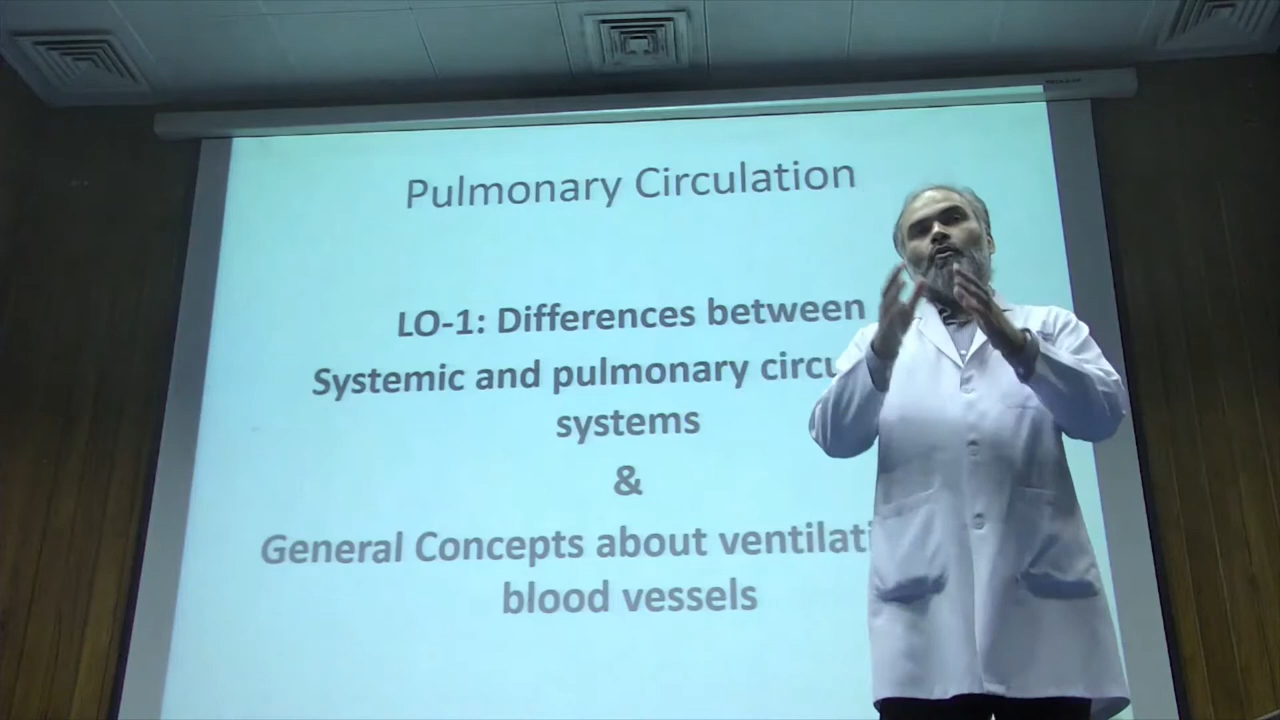 Pulmonary Circulation
LO-1: Differences between
Systemic and pulmonary
systems
&
General Concepts about
blood vessels